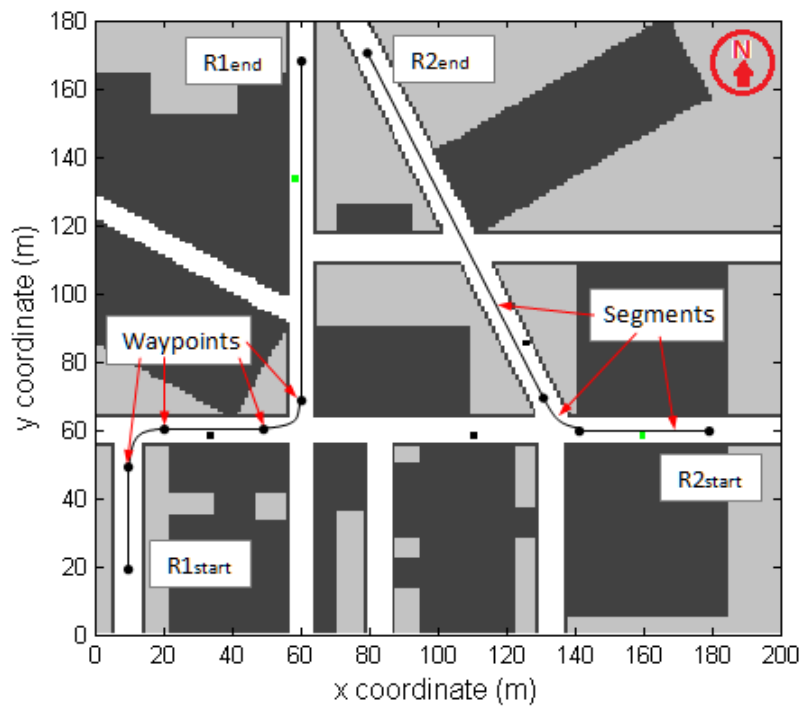 180
160
140
120
100
80
60
40
20
0
y coordinate (m)
R1end
R2end
N
Waypoints
Segments
R1start
R2start
0 20 40 60 80 100 120 140 160 180 200
x coordinate (m)